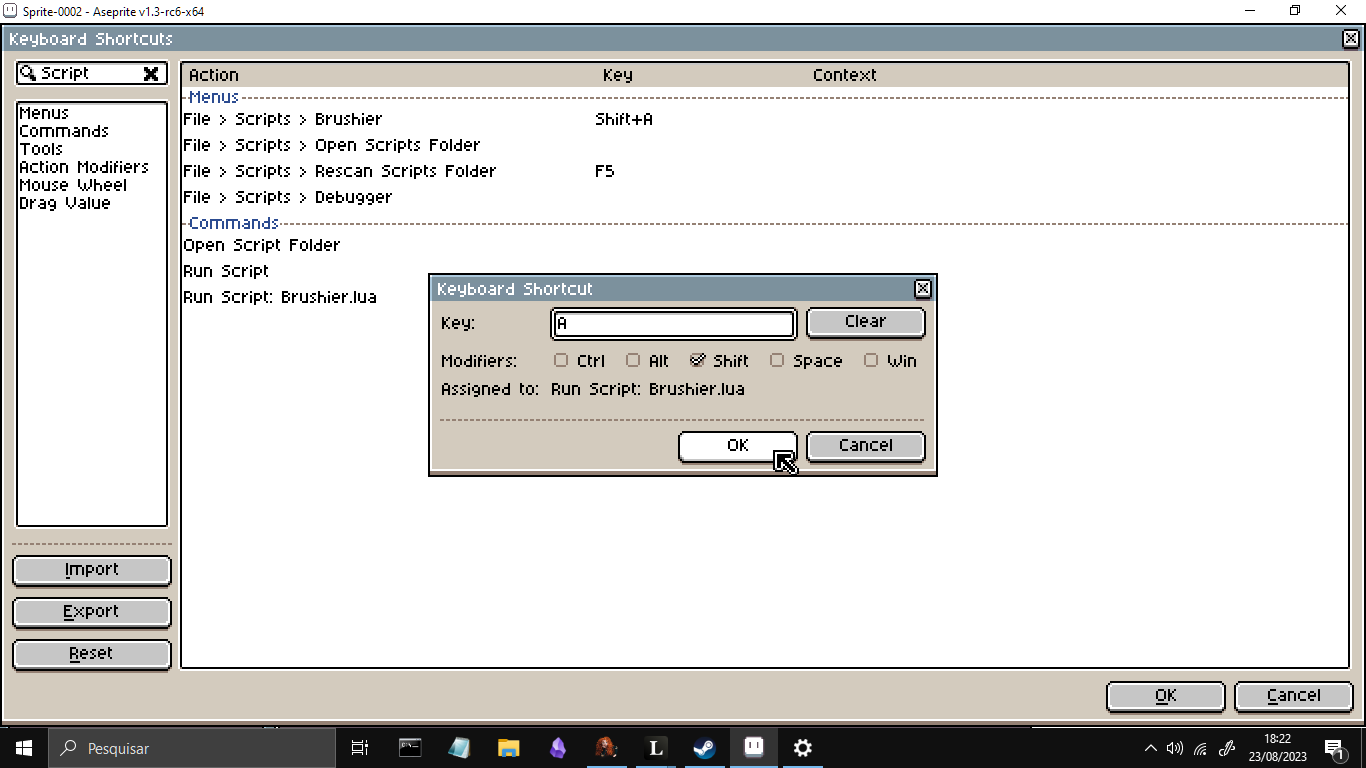 Sprite-0002 - Aseprite v1.3-rc6-x64
Keyboard Shortcuts
Script
Menus
Commands
Tools
Action Modifiers
Mouse Wheel
Drag Value
Import
Export
Reset
Action Key Context
Menus
File > Scripts > Brushier Shift+A
File > Scripts > Open Scripts Folder
File > Scripts > Rescan Scripts Folder F5
File > Scripts > Debugger
Commands
Open Script Folder
Run Script
Run Script: Brushier.lua
Keyboard Shortcut
Key: A Clear
Modifiers: Ctrl Alt Shift Space Win
Assigned to: Run Script: Brushier.lua
OK Cancel
OK Cancel
Pesquisar
L
18:22
23/08/2023
1